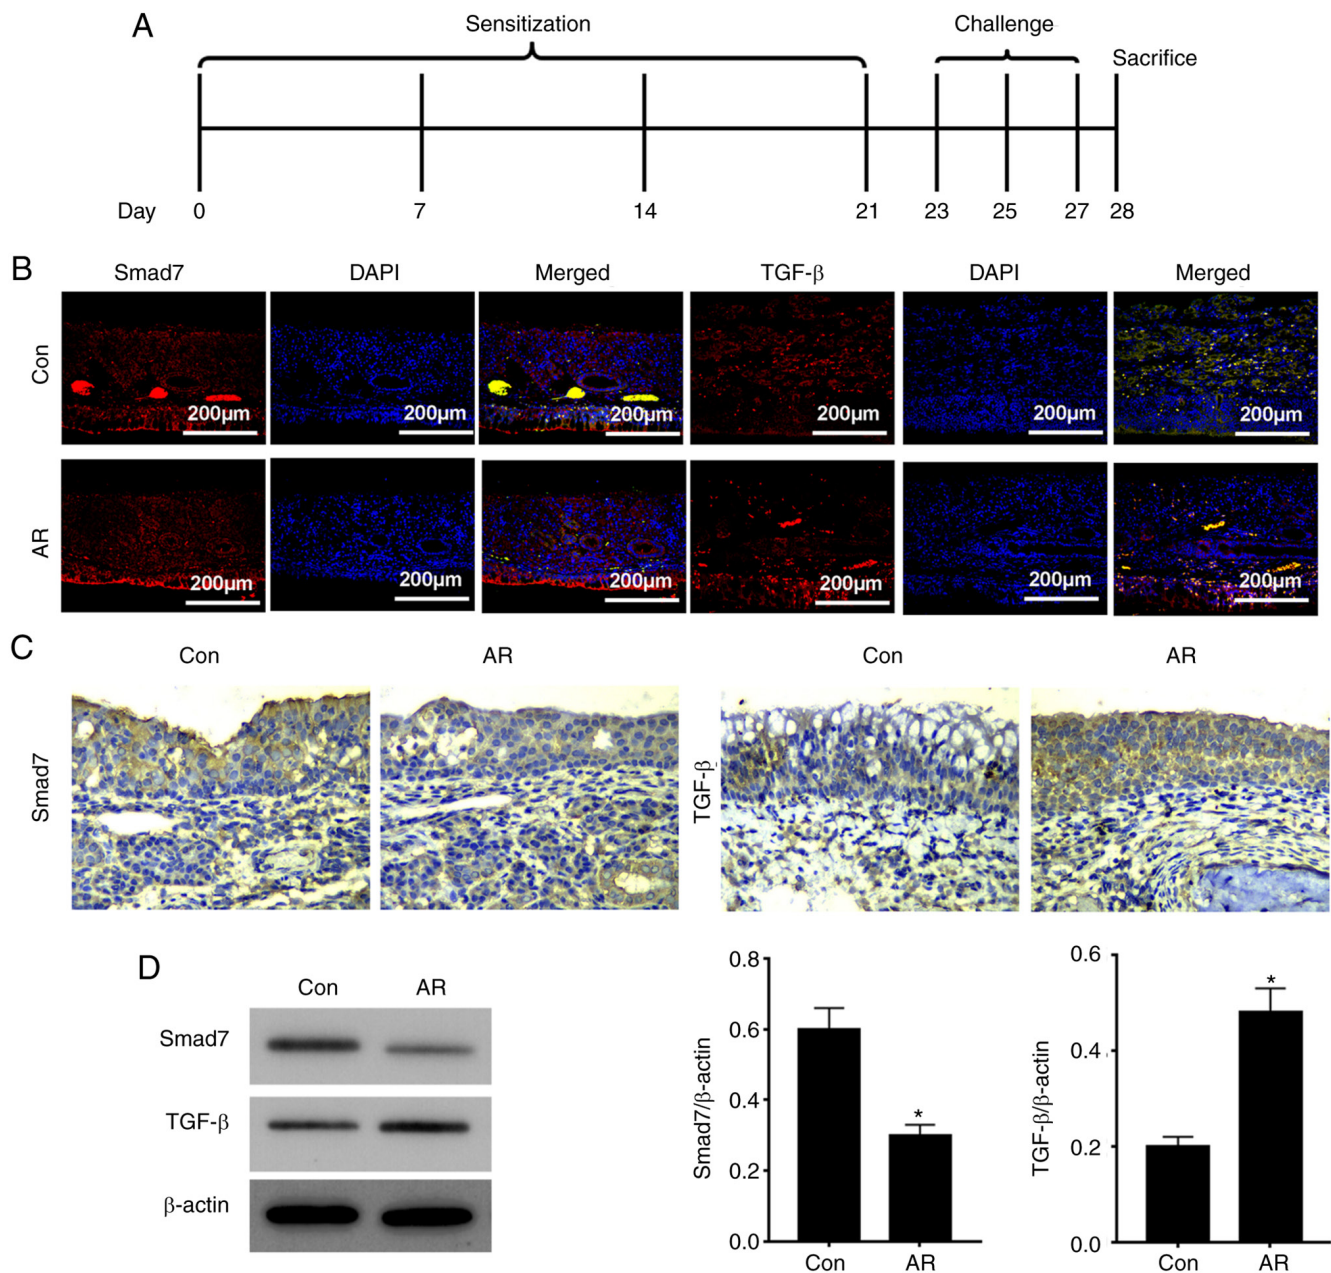 A
Sensitization
Challenge
Sacrifice
Day 0 7 14 21 23 25 27 28
B
Smad7 DAPI Merged TGF-β DAPI Merged
Con
200µm 200µm 200µm 200µm 200µm 200µm
AR
200µm 200µm 200µm 200µm 200µm 200µm
C
Con AR Con AR
Smad7
TGF-β
D
Con AR
Smad7
TGF-β
β-actin
Smad7/β-actin
0.8
0.6
0.4
0.2
0.0
*
Con AR
TGF-β/β-actin
0.6
0.4
0.2
0.0
*
Con AR